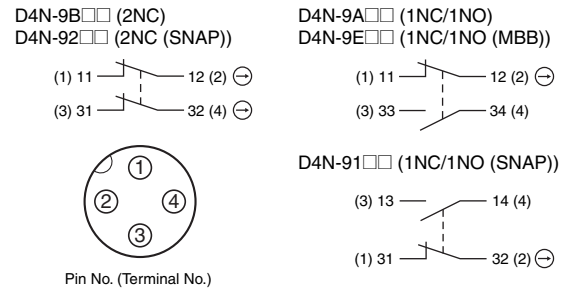 D4N-9B□□ (2NC)
D4N-92□□ (2NC (SNAP))
(1) 11 12 (2)
(3) 31 32 (4)
1
2 4
3
Pin No. (Terminal No.)
D4N-9A□□ (1NC/1NO)
D4N-9E□□ (1NC/1NO (MBB))
(1) 11 12 (2)
(3) 33 34 (4)
D4N-91□□ (1NC/1NO (SNAP))
(3) 13 14 (4)
(1) 31 32 (2)